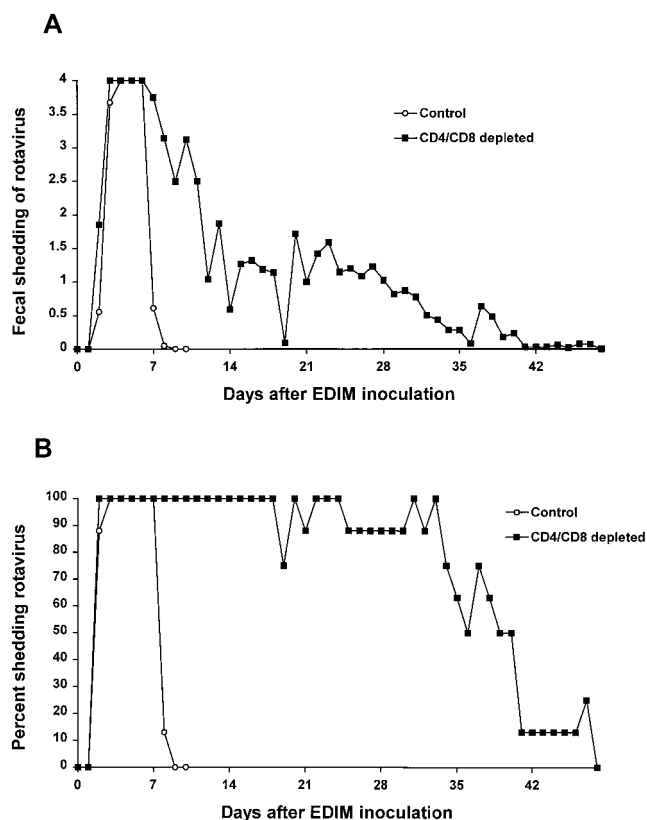 A
4
3.5
3
2.5
2
1.5
1
0.5
0
Fecal shedding of rotavirus
Control
CD4/CD8 depleted
0 7 14 21 28 35 42
Days after EDIM inoculation
B
100
90
80
70
60
50
40
30
20
10
0
Percent shedding rotavirus
Control
CD4/CD8 depleted
0 7 14 21 28 35 42
Days after EDIM inoculation